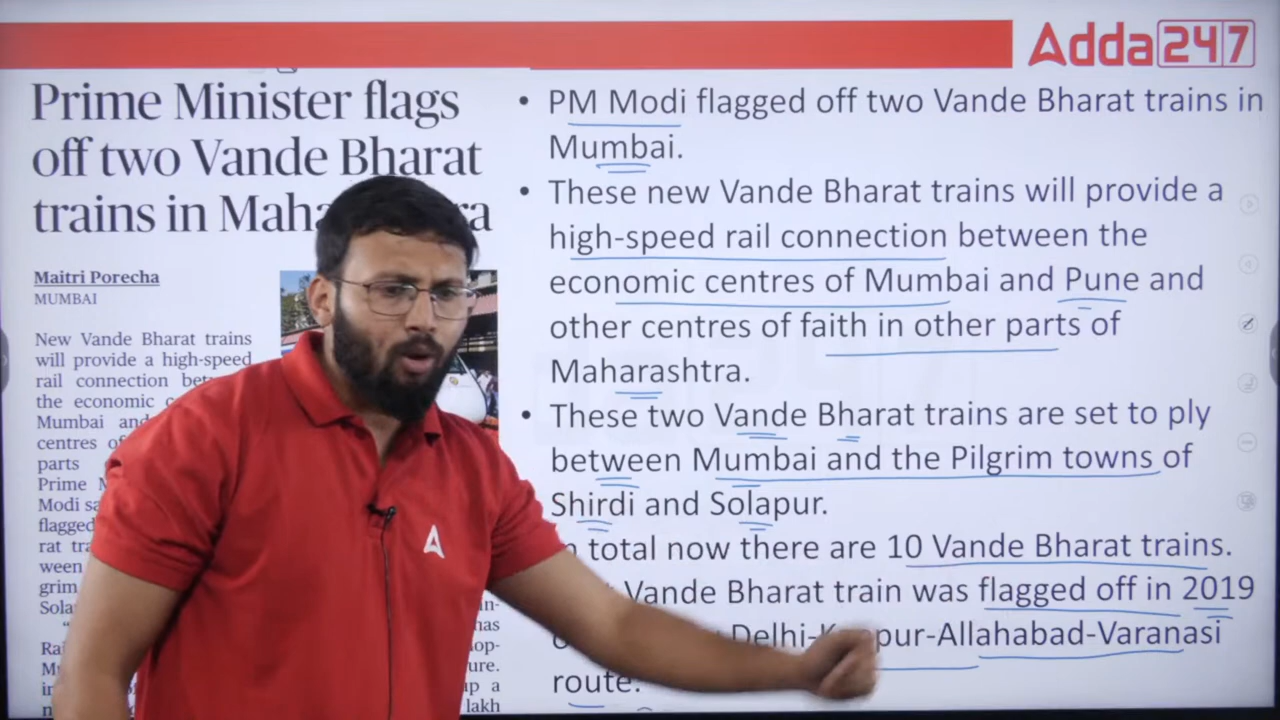 Adda247
Prime Minister flags
off two Vande Bharat
trains in Maha
Maitri Porecha
MUMBAI
New Vande Bharat trains
will provide a high-speed
rail connection
the economic
Mumbai and
centres of
parts
Prime
Modi
flagged
rat
ween
grim
ure.
a
lakh
• PM Modi flagged off two Vande Bharat trains in
Mumbai.
• These new Vande Bharat trains will provide a
high-speed rail connection between the
economic centres of Mumbai and Pune and
other centres of faith in other parts of
Maharashtra.
• These two Vande Bharat trains are set to ply
between Mumbai and the Pilgrim towns of
Shirdi and Solapur.
total now there are 10 Vande Bharat trains.
Vande Bharat train was flagged off in 2019
Delhi- pur-Allahabad-Varanasi
route.